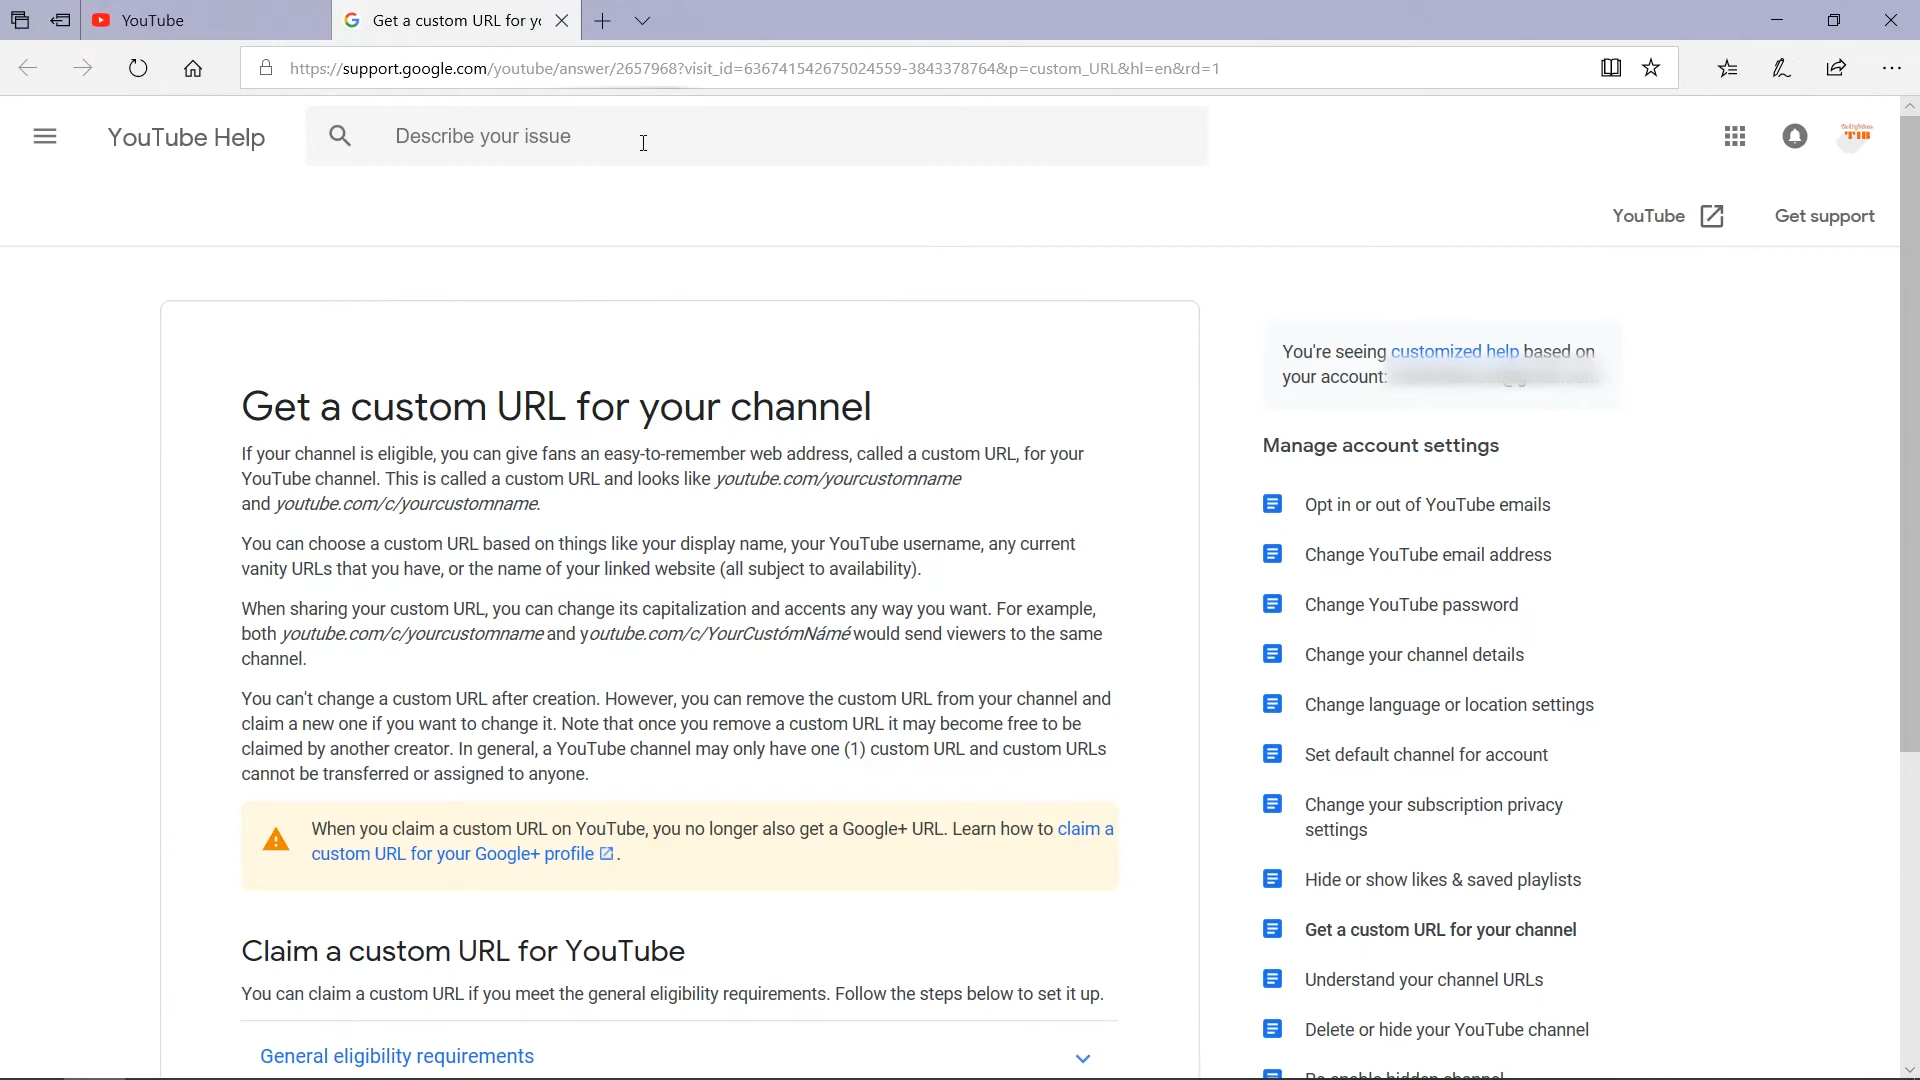 YouTube
Get a custom URL for yo
https://support.google.com/youtube/answer/2657968?visit_id=636741542675024559-3843378764&p=custom_URL&hl=en&rd=1
YouTube Help
Describe your issue
TIB
YouTube
Get support
Get a custom URL for your channel
If your channel is eligible, you can give fans an easy-to-remember web address, called a custom URL, for your
YouTube channel. This is called a custom URL and looks like youtube.com/yourcustomname
and youtube.com/c/yourcustomname.
You can choose a custom URL based on things like your display name, your YouTube username, any current
vanity URLs that you have, or the name of your linked website (all subject to availability).
When sharing your custom URL, you can change its capitalization and accents any way you want. For example,
both youtube.com/c/yourcustomname and youtube.com/c/YourCustómNámé would send viewers to the same
channel.
You can't change a custom URL after creation. However, you can remove the custom URL from your channel and
claim a new one if you want to change it. Note that once you remove a custom URL it may become free to be
claimed by another creator. In general, a YouTube channel may only have one (1) custom URL and custom URLs
cannot be transferred or assigned to anyone.
When you claim a custom URL on YouTube, you no longer also get a Google+ URL. Learn how to claim a
custom URL for your Google+ profile.
Claim a custom URL for YouTube
You can claim a custom URL if you meet the general eligibility requirements. Follow the steps below to set it up.
General eligibility requirements
You're seeing customized help based on
your account:
Manage account settings
Opt in or out of YouTube emails
Change YouTube email address
Change YouTube password
Change your channel details
Change language or location settings
Set default channel for account
Change your subscription privacy
settings
Hide or show likes & saved playlists
Get a custom URL for your channel
Understand your channel URLs
Delete or hide your YouTube channel
Re-enable hidden channel